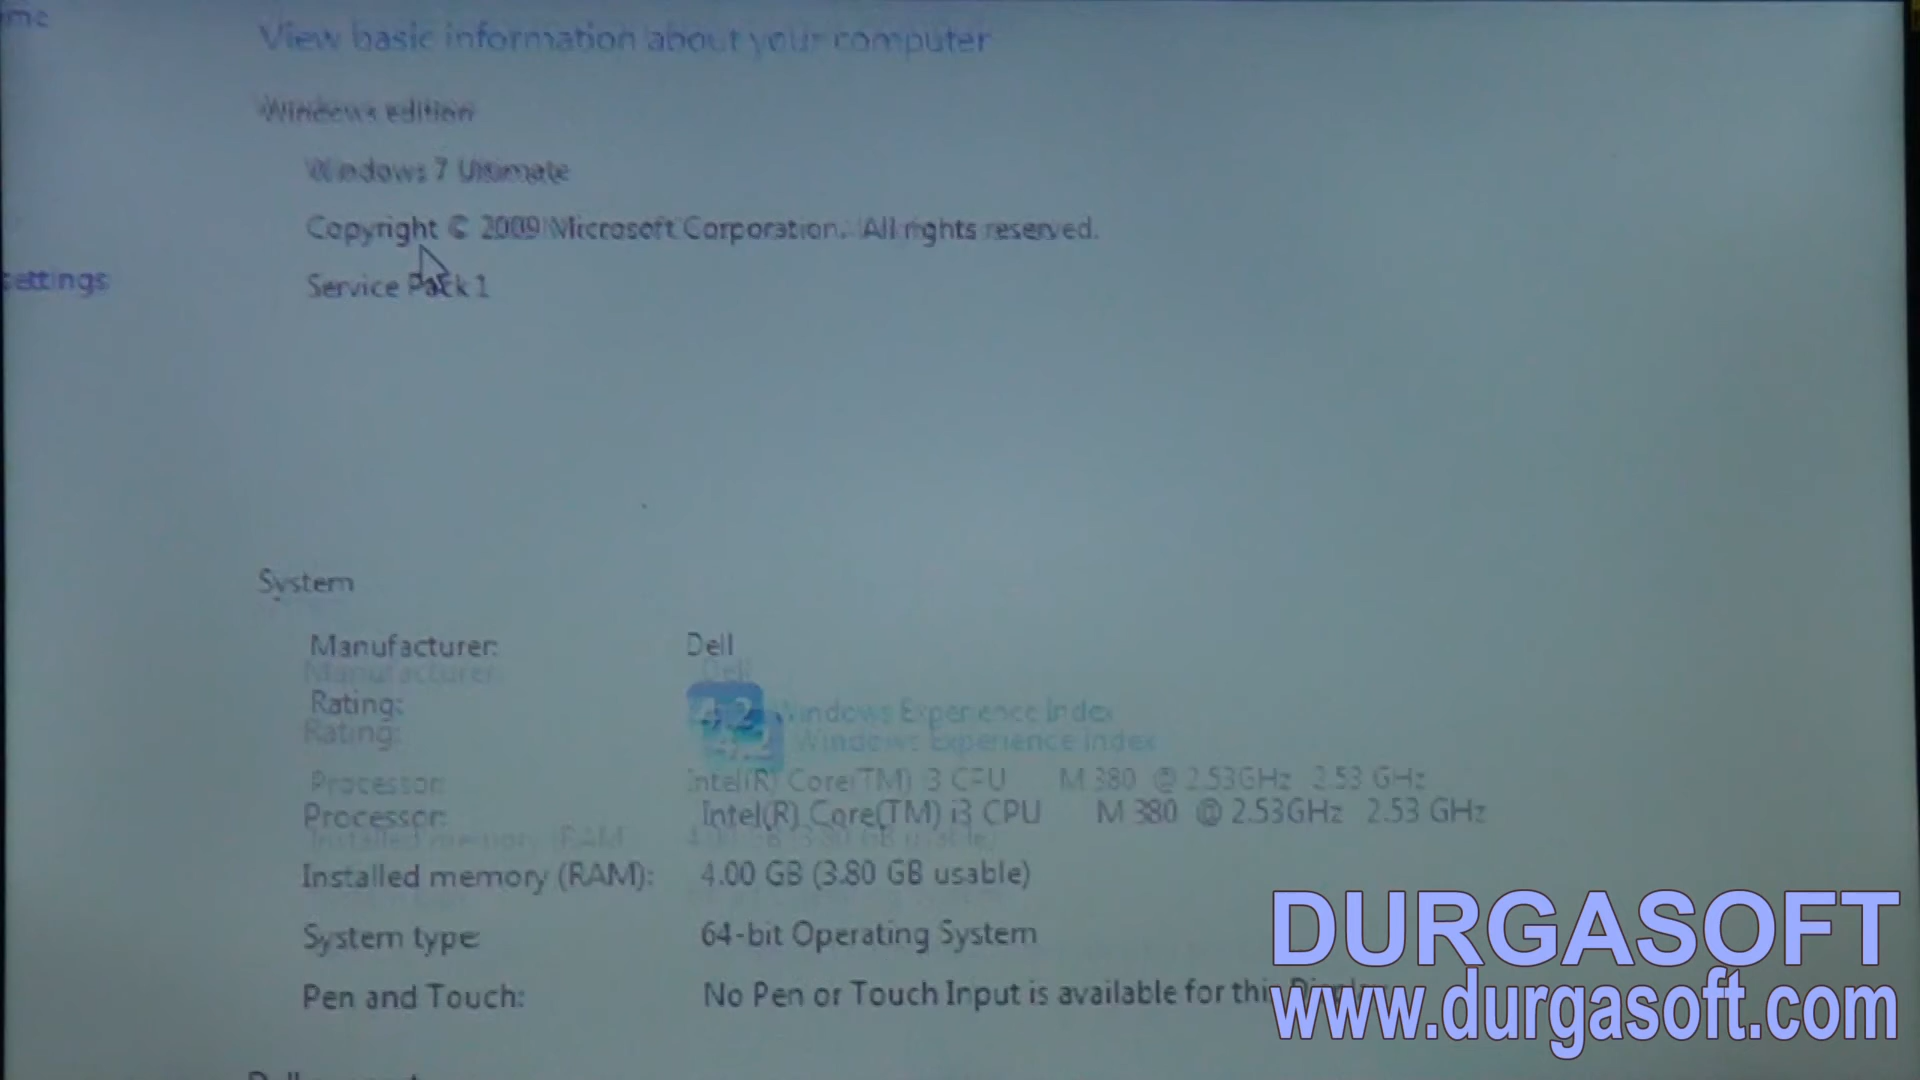 View basic information about your computer
Windows edition
Windows 7 Ultimate
Copyright © 2009 Microsoft Corporation. All rights reserved.
settings
Service Pack 1
System
Manufacturer: Dell
Rating: 4.2 Windows Experience Index
Processor: Intel(R) Core(TM) i3 CPU M 380 @ 2.53GHz 2.53 GHz
Installed memory (RAM): 4.00 GB (3.80 GB usable)
System type: 64-bit Operating System
Pen and Touch: No Pen or Touch Input is available for this Display
DURGASOFT
www.durgasoft.com